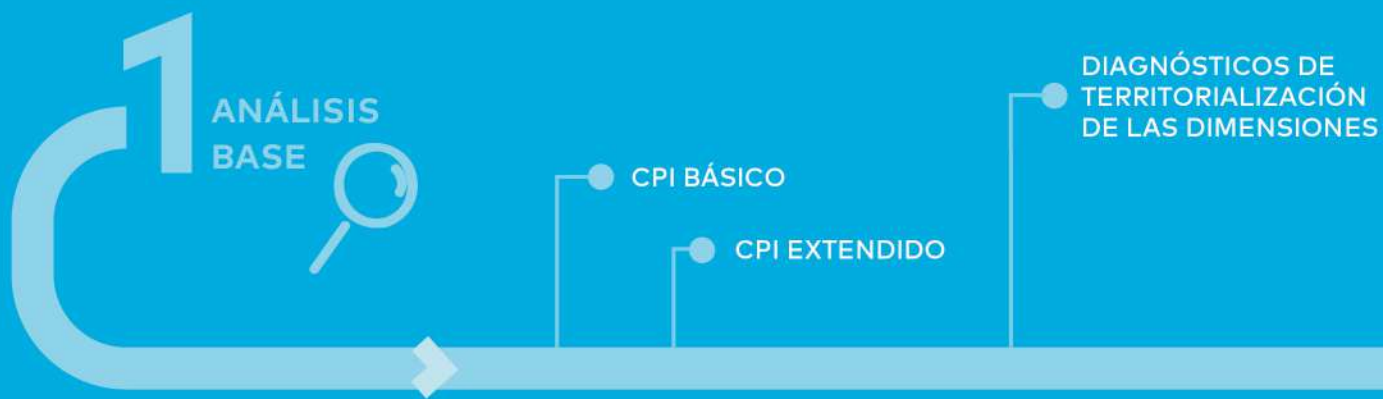 1
ANÁLISIS
BASE
CPI BÁSICO
CPI EXTENDIDO
DIAGNÓSTICOS DE
TERRITORIALIZACIÓN
DE LAS DIMENSIONES